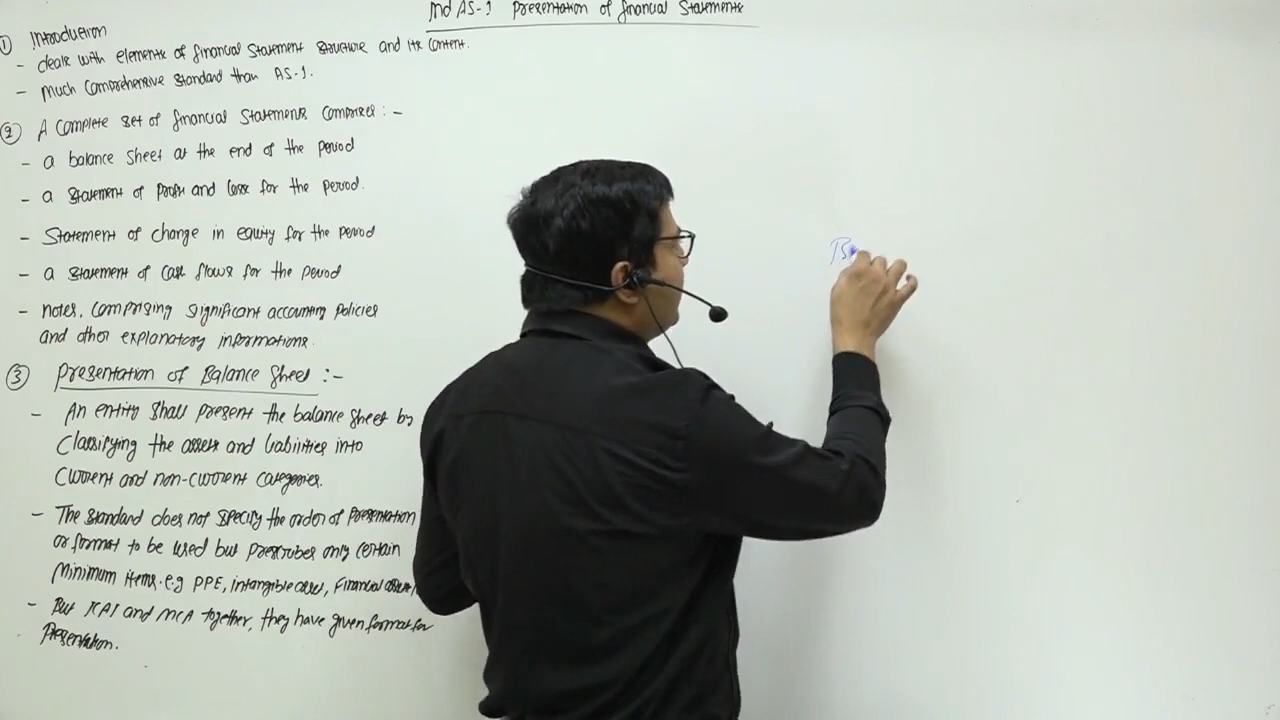 Ind AS-1 Presentation of Financial Statements
① Introduction
- deals with elements of financial statement structure and its content.
- Much Comprehensive Standard than AS-1.
② A Complete set of financial Statements Comprises :-
- a balance sheet at the end of the period
- a statement of profit and loss for the period.
- Statement of change in equity for the period
- a statement of cash flows for the period
- notes, comprising significant accounting policies
and other explanatory informations.
③ Presentation of Balance Sheet :-
- An entity shall present the balance sheet by
Classifying the assets and liabilities into
Current and non-current categories.
- The standard does not specify the order of presentation
or format to be used but prescribes only certain
minimum items. e.g PPE, intangible asset, Financial asset
- But ICAI and MCA together, they have given format for
Presentation.
B